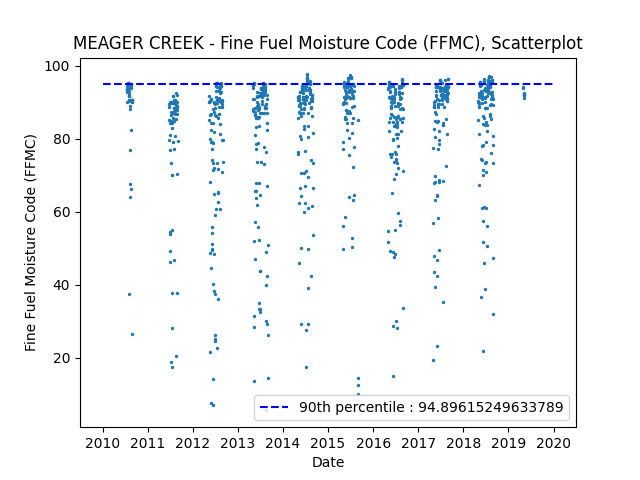 MEAGER CREEK - Fine Fuel Moisture Code (FFMC), Scatterplot
Fine Fuel Moisture Code (FFMC)
100
80
60
40
20
90th percentile : 94.89615249633789
2010 2011 2012 2013 2014 2015 2016 2017 2018 2019 2020
Date